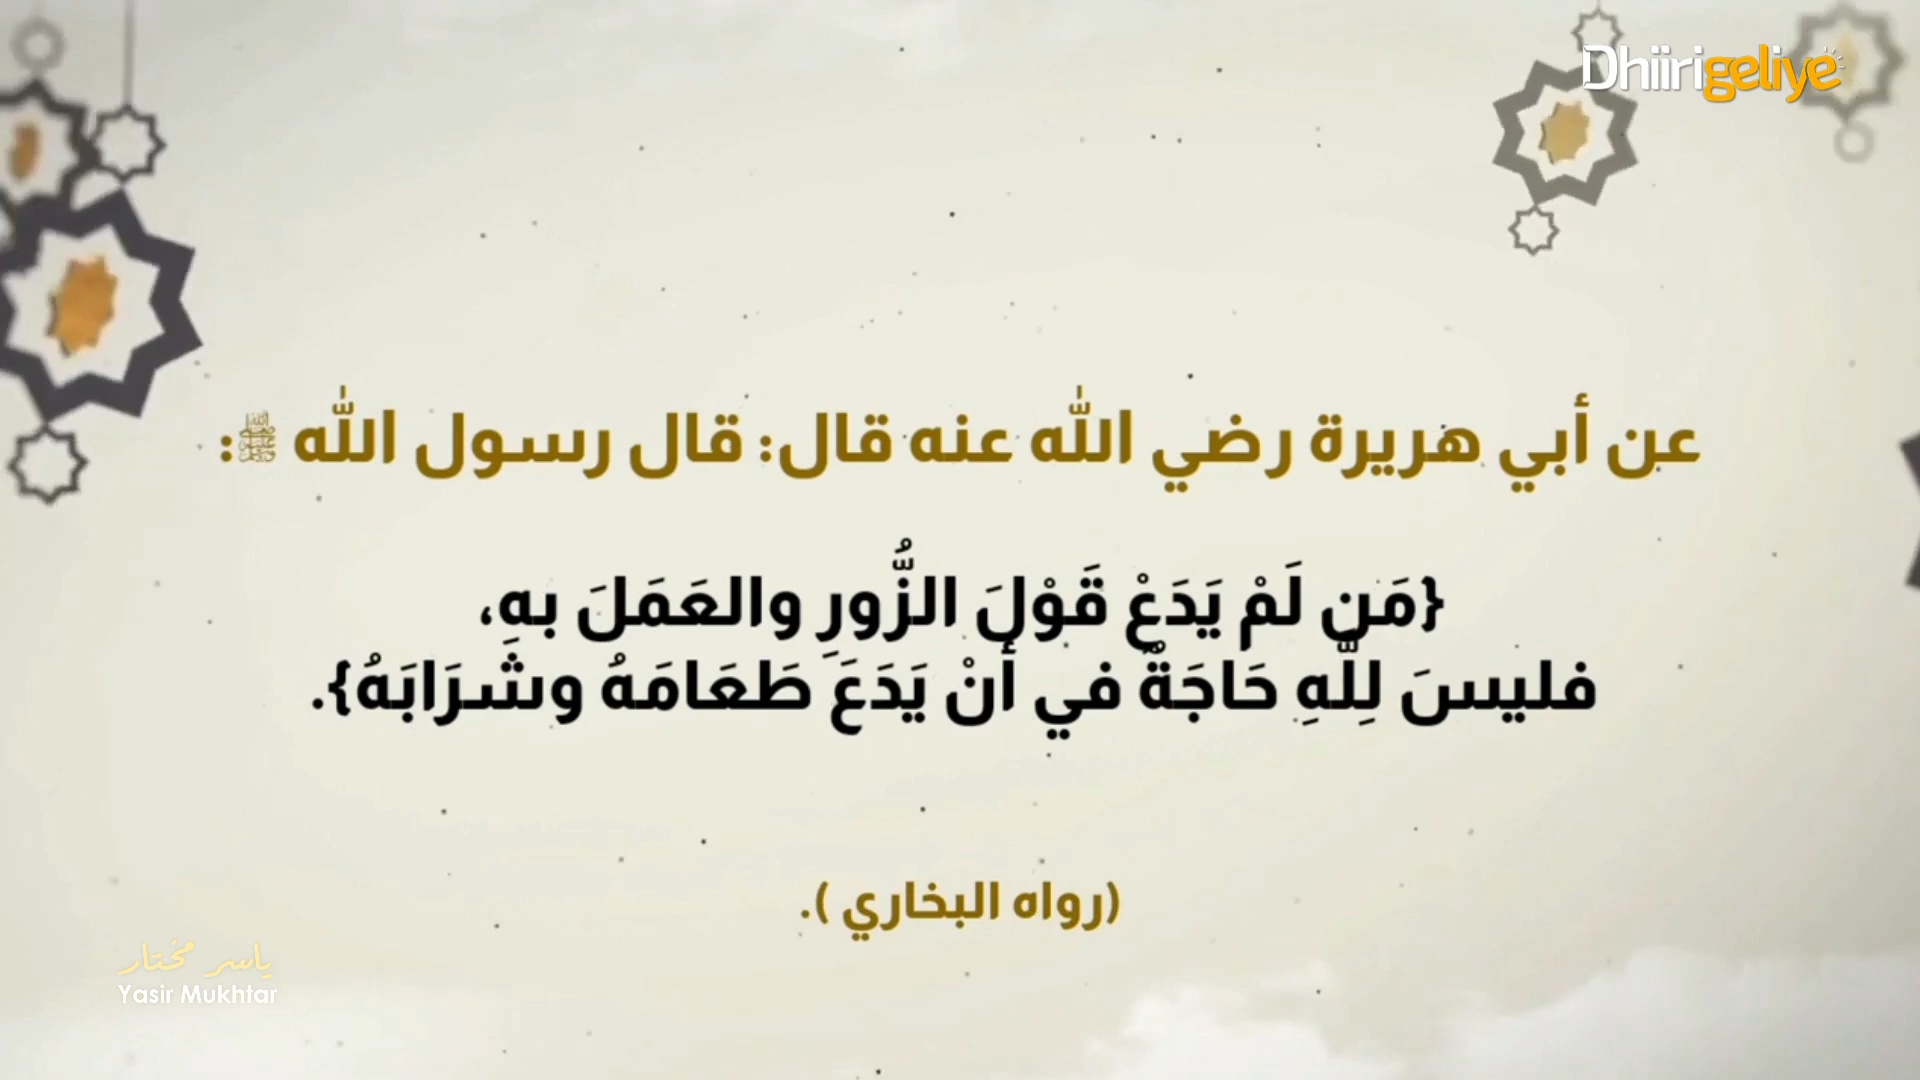 Dhiirigeliye
عن أبي هريرة رضي الله عنه قال: قال رسول الله ﷺ:
{مَن لَمْ يَدَعْ قَوْلَ الزُّورِ والعَمَلَ بهِ،
فليسَ لِلَّهِ حَاجَةٌ في أنْ يَدَعَ طَعَامَهُ وشَرَابَهُ}.
(رواه البخاري ).
ياسر مختار
Yasir Mukhtar